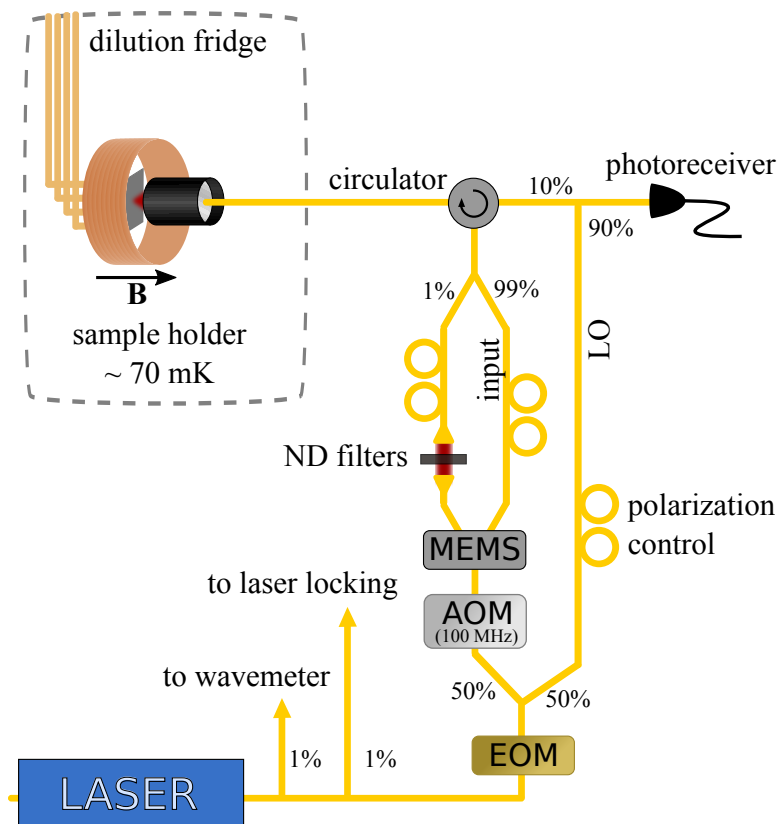 dilution fridge
B
sample holder
~ 70 mK
circulator
10%
photoreceiver
90%
1%
99%
input
LO
ND filters
polarization
control
MEMS
AOM
(100 MHz)
to laser locking
to wavemeter
50%
50%
1%
1%
EOM
LASER